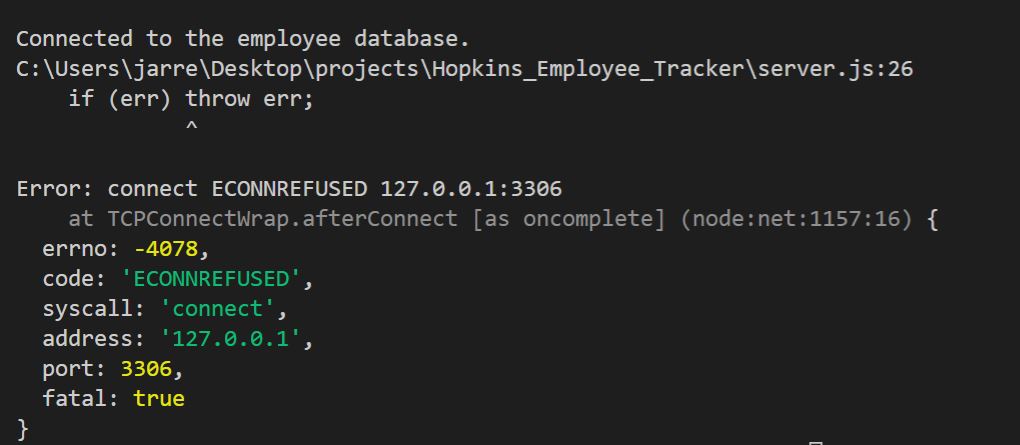 Connected to the employee database.
C:\Users\jarre\Desktop\projects\Hopkins_Employee_Tracker\server.js:26
    if (err) throw err;
             ^
Error: connect ECONNREFUSED 127.0.0.1:3306
    at TCPConnectWrap.afterConnect [as oncomplete] (node:net:1157:16) {
  errno: -4078,
  code: 'ECONNREFUSED',
  syscall: 'connect',
  address: '127.0.0.1',
  port: 3306,
  fatal: true
}